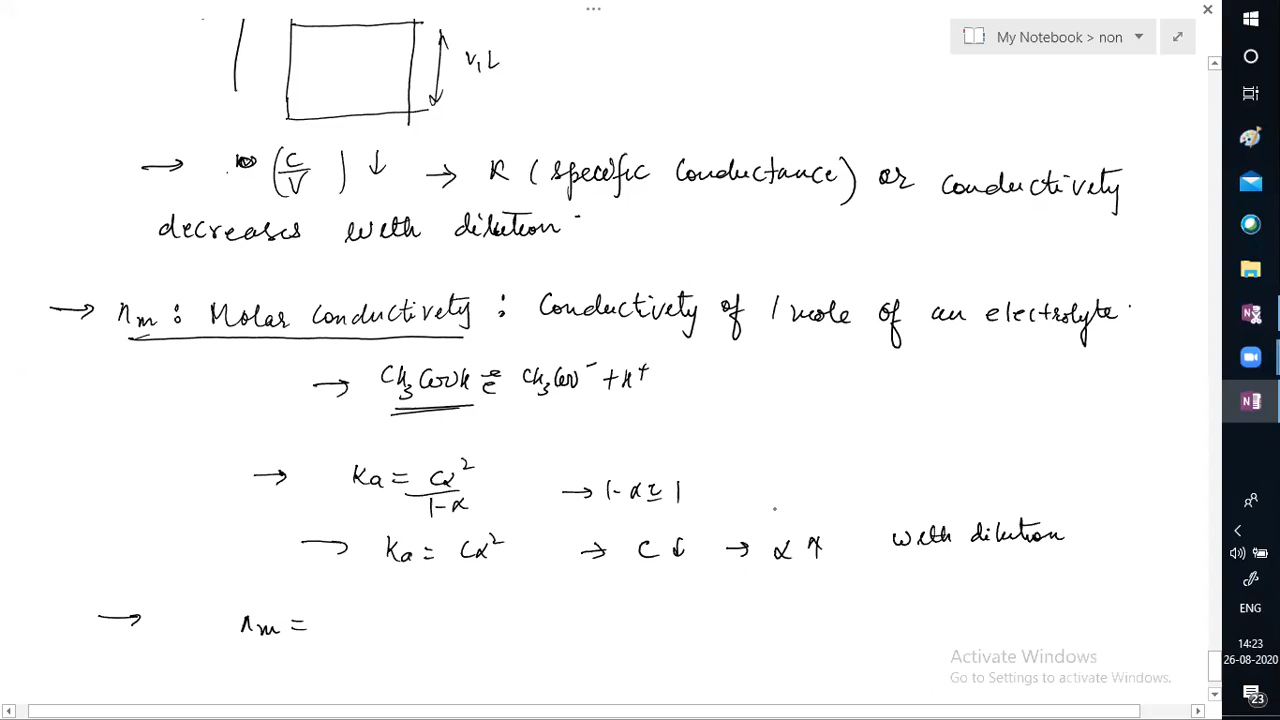 My Notebook > non
V₁ L
→ (C/V) ↓ → K (specific conductance) or conductivity
decreases with dilution.
→ Λm : Molar conductivity : Conductivity of 1 mole of an electrolyte.
→ CH₃COOH ⇌ CH₃COO⁻ + H⁺
→ Ka = Cα²/1-α → 1-α ≃ 1
→ Ka = Cα² → C ↓ → α ↑ with dilution
→ Λm =
ENG
14:23
26-08-2020
23
Activate Windows
Go to Settings to activate Windows.